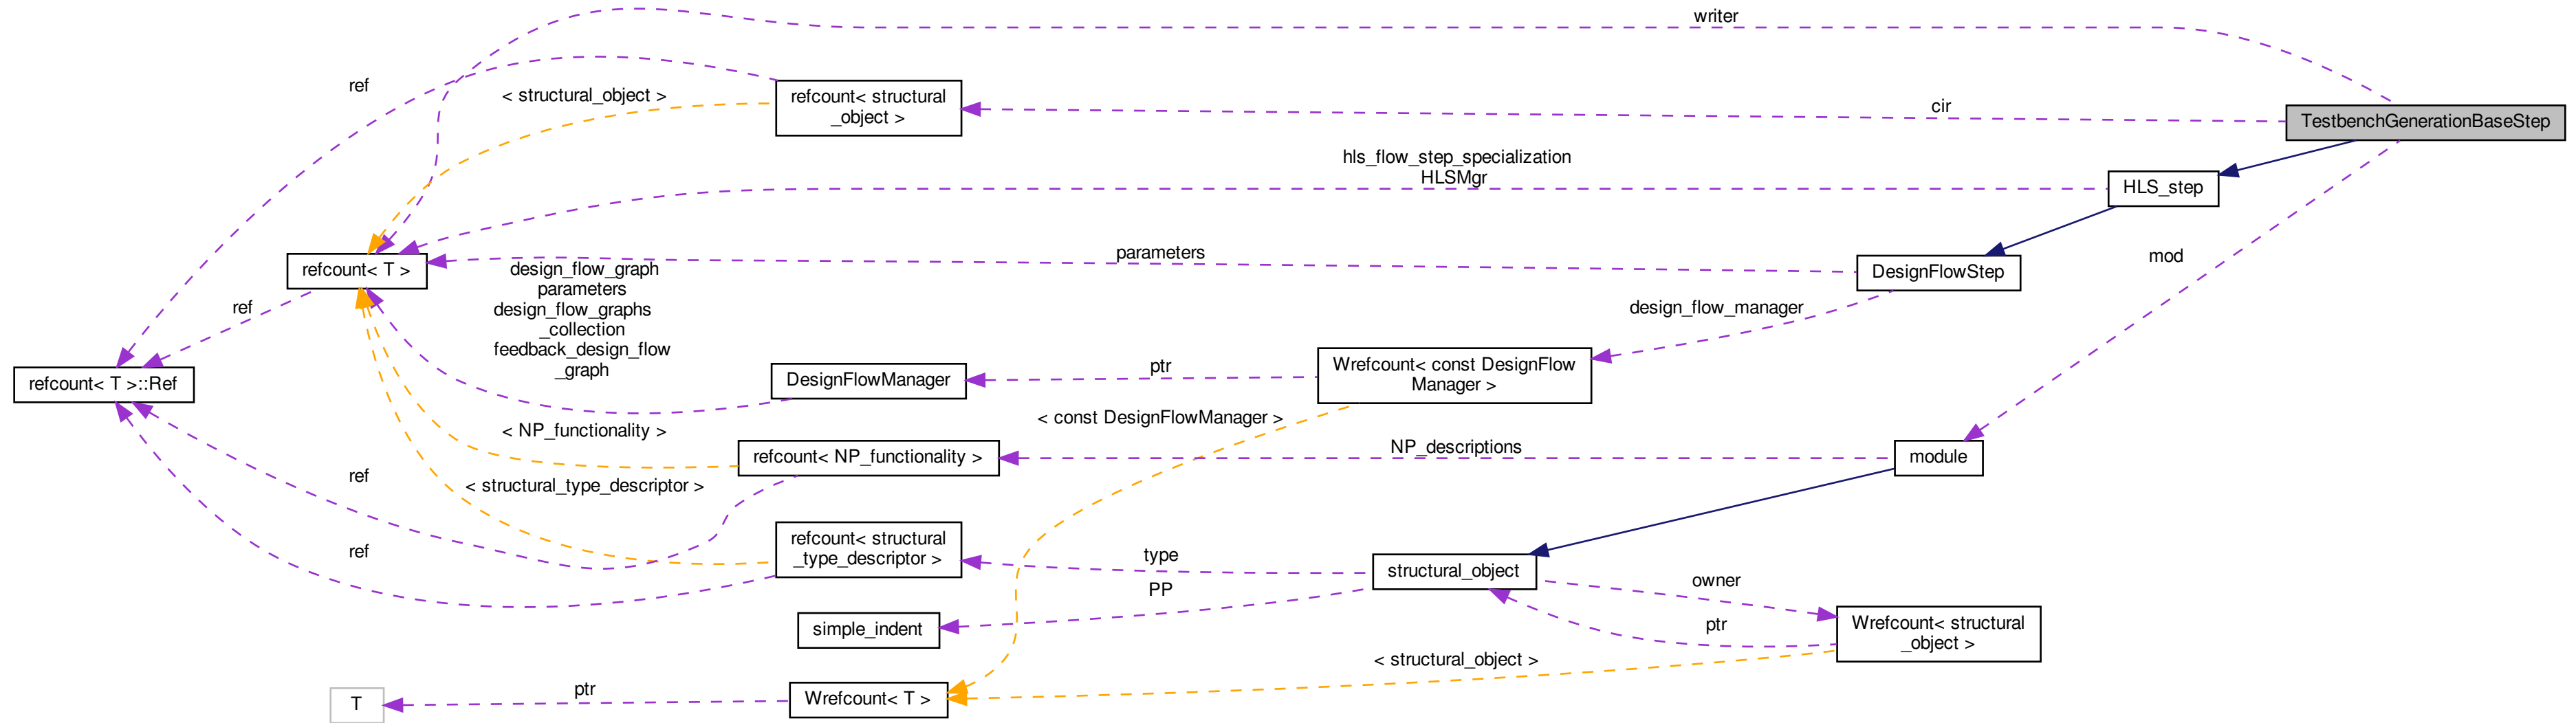 writer
ref
< structural_object >
refcount< structural
_object >
cir
TestbenchGenerationBaseStep
hls_flow_step_specialization
HLSMgr
HLS_step
parameters
mod
refcount< T >
design_flow_graph
parameters
design_flow_graphs
_collection
feedback_design_flow
_graph
DesignFlowStep
ref
design_flow_manager
refcount< T >::Ref
DesignFlowManager
ptr
Wrefcount< const DesignFlow
Manager >
< const DesignFlowManager >
< NP_functionality >
refcount< NP_functionality >
NP_descriptions
module
ref
< structural_type_descriptor >
ref
refcount< structural
_type_descriptor >
type
structural_object
PP
owner
simple_indent
ptr
Wrefcount< structural
_object >
< structural_object >
T
ptr
Wrefcount< T >